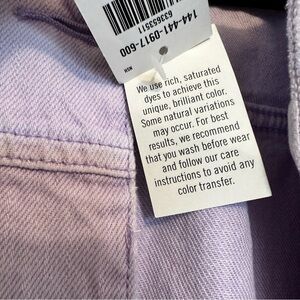 144-441-0917-600
633653511
NSN
We use rich, saturated
dyes to achieve this
unique, brilliant color.
Some natural variations
may occur. For best
results, we recommend
that you wash before wear
and follow our care
instructions to avoid any
color transfer.